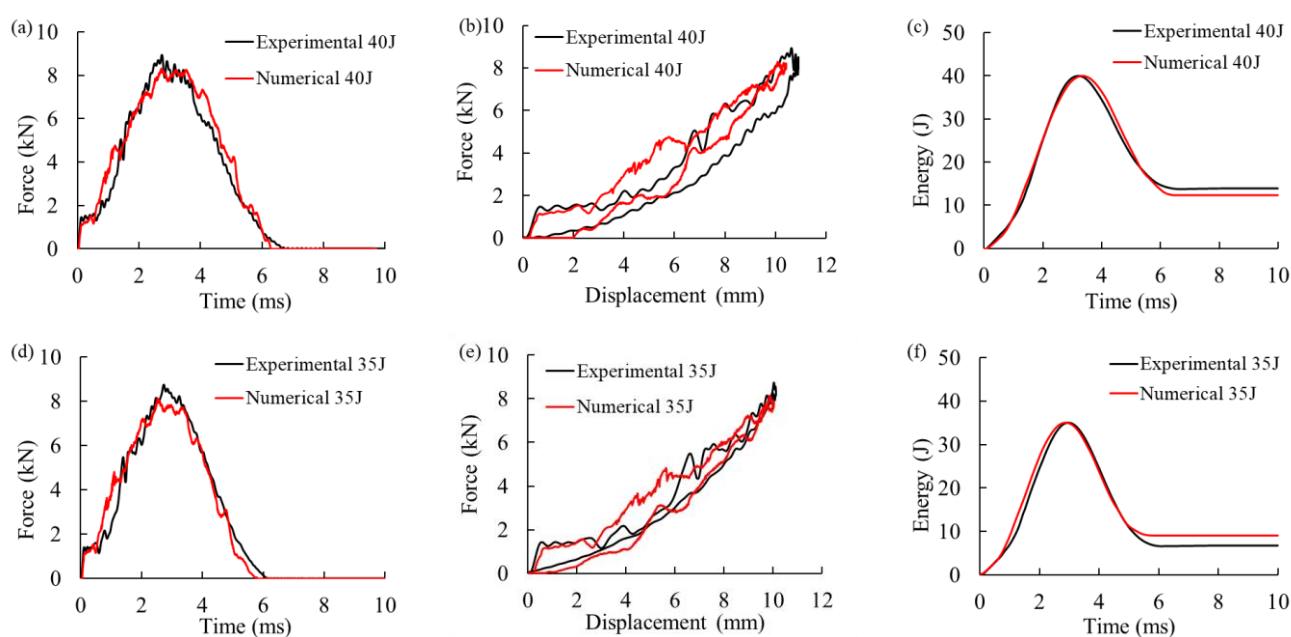 (a)
10
8
6
4
2
0
Force (kN)
0 2 4 6 8 10
Time (ms)
Experimental 40J
Numerical 40J
(b)
10
8
6
4
2
0
Force (kN)
0 2 4 6 8 10 12
Displacement (mm)
Experimental 40J
Numerical 40J
(c)
50
40
30
20
10
0
Energy (J)
0 2 4 6 8 10
Time (ms)
Experimental 40J
Numerical 40J
(d)
10
8
6
4
2
0
Force (kN)
0 2 4 6 8 10
Time (ms)
Experimental 35J
Numerical 35J
(e)
10
8
6
4
2
0
Force (kN)
0 2 4 6 8 10 12
Displacement (mm)
Experimental 35J
Numerical 35J
(f)
50
40
30
20
10
0
Energy (J)
0 2 4 6 8 10
Time (ms)
Experimental 35J
Numerical 35J